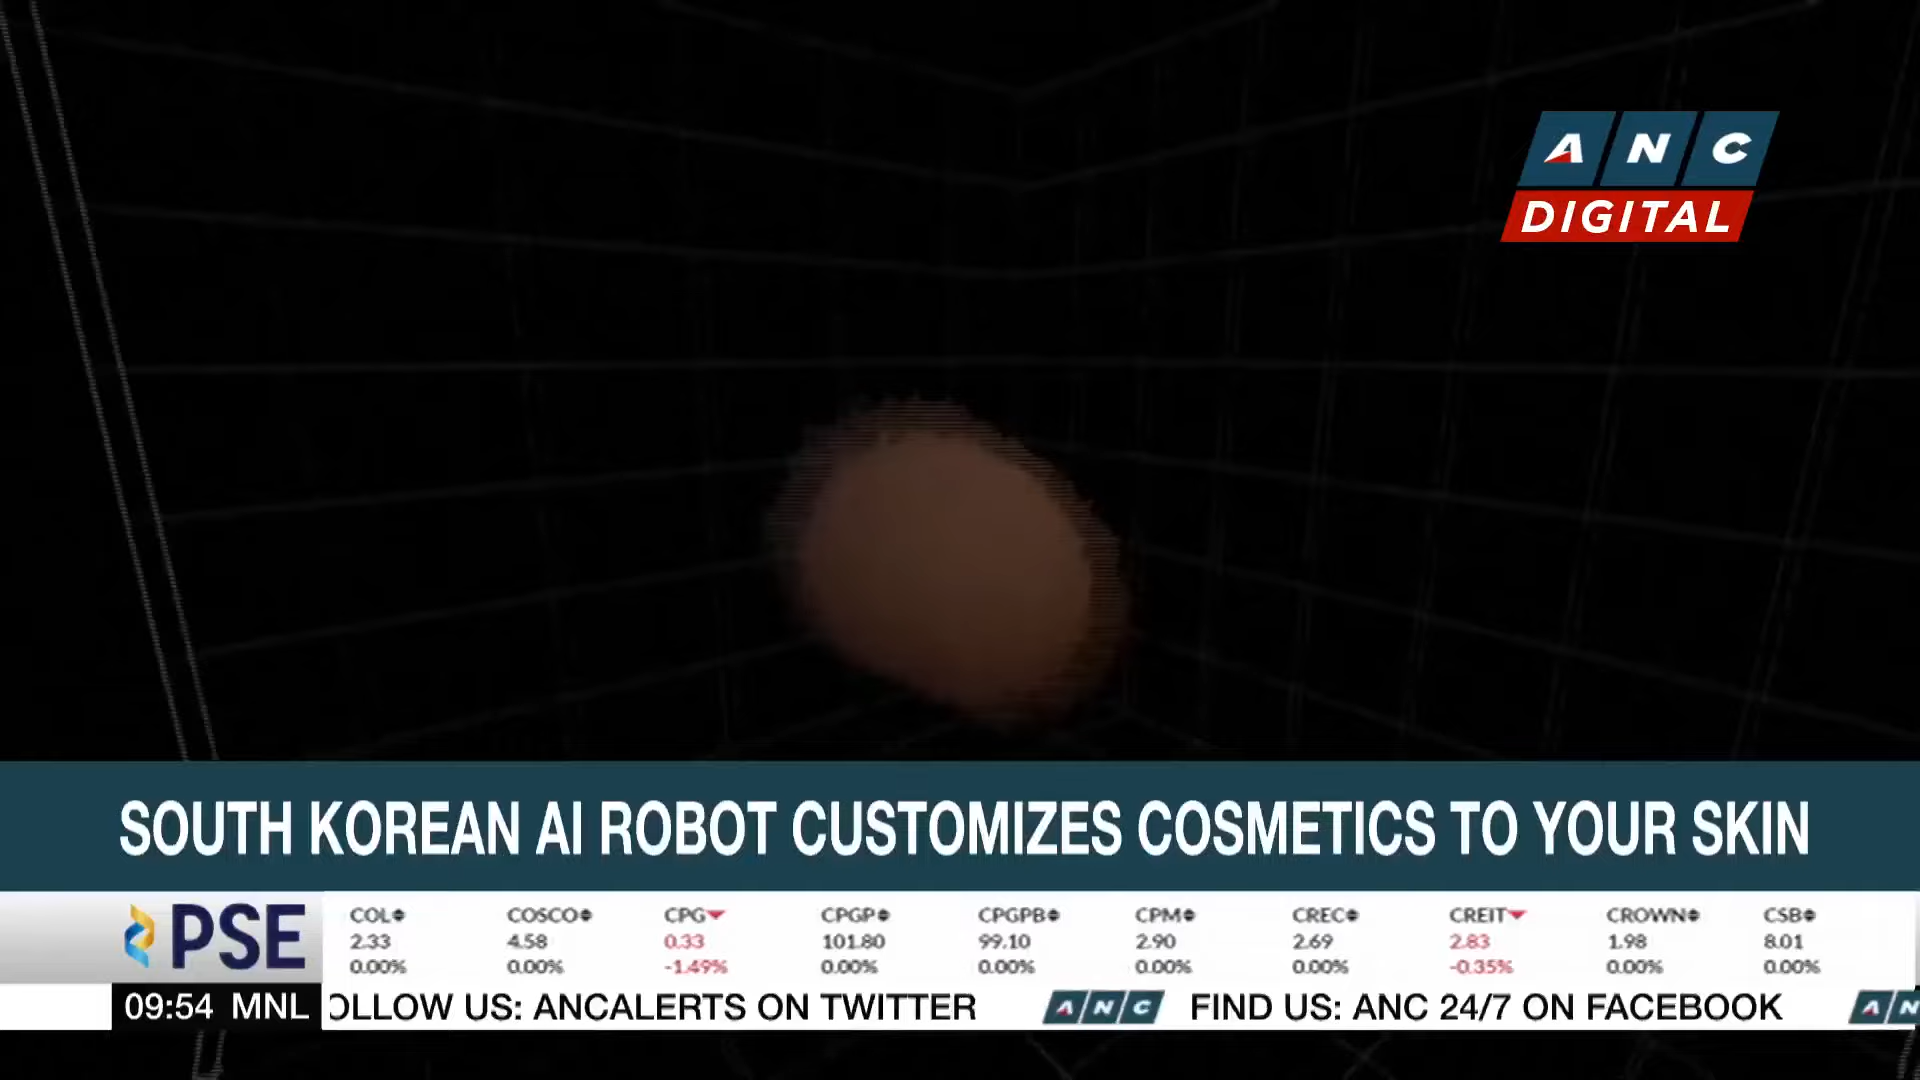 ANC
DIGITAL
SOUTH KOREAN AI ROBOT CUSTOMIZES COSMETICS TO YOUR SKIN
PSE
COL COSCO CPG CPGP CPGPB CPM CREC CREIT CROWN CSB
2.33 4.58 0.33 101.80 99.10 2.90 2.69 2.83 1.98 8.01
0.00% 0.00% -1.49% 0.00% 0.00% 0.00% 0.00% -0.35% 0.00% 0.00%
09:54 MNL OLLOW US: ANCALERTS ON TWITTER ANC FIND US: ANC 24/7 ON FACEBOOK AN